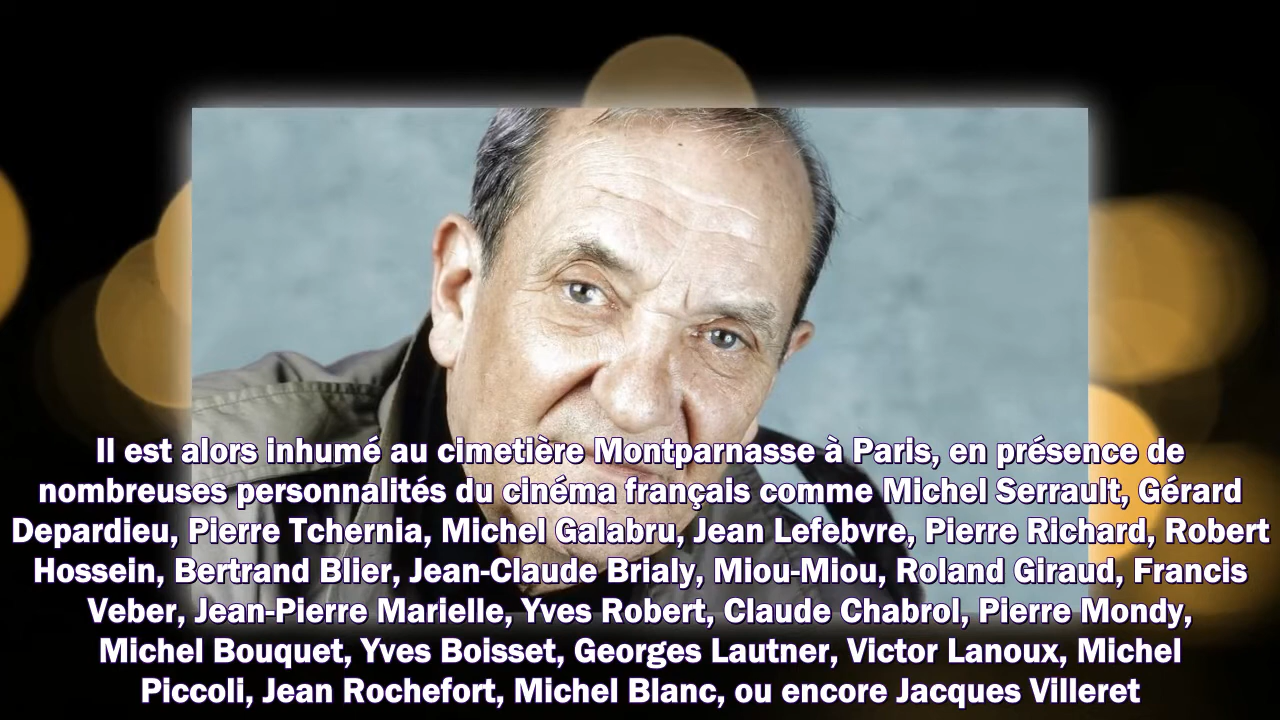 Il est alors inhumé au cimetière Montparnasse à Paris, en présence de
nombreuses personnalités du cinéma français comme Michel Serrault, Gérard
Depardieu, Pierre Tchernia, Michel Galabru, Jean Lefebvre, Pierre Richard, Robert
Hossein, Bertrand Blier, Jean-Claude Brialy, Miou-Miou, Roland Giraud, Francis
Veber, Jean-Pierre Marielle, Yves Robert, Claude Chabrol, Pierre Mondy,
Michel Bouquet, Yves Boisset, Georges Lautner, Victor Lanoux, Michel
Piccoli, Jean Rochefort, Michel Blanc, ou encore Jacques Villeret